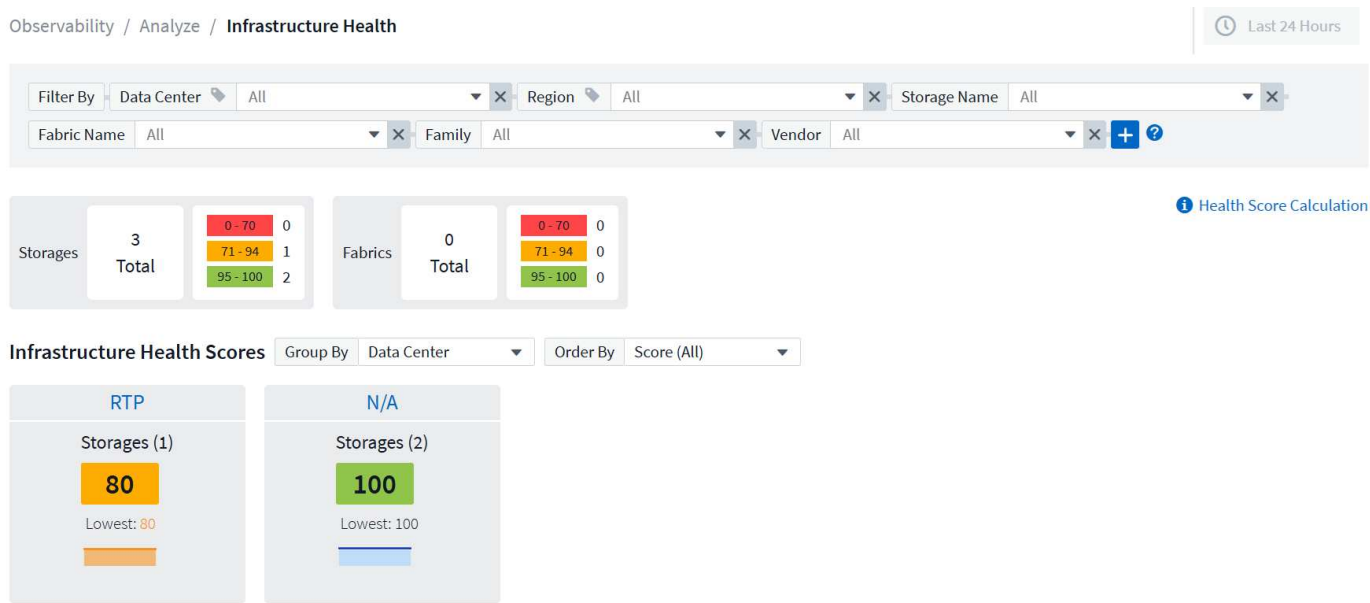 Observability / Analyze / Infrastructure Health
Last 24 Hours
Filter By Data Center All Region All Storage Name All
Fabric Name All Family All Vendor All
Health Score Calculation
Storages
3
Total
0 - 70 0
71 - 94 1
95 - 100 2
Fabrics
0
Total
0 - 70 0
71 - 94 0
95 - 100 0
Infrastructure Health Scores Group By Data Center Order By Score (All)
RTP
Storages (1)
80
Lowest: 80
N/A
Storages (2)
100
Lowest: 100